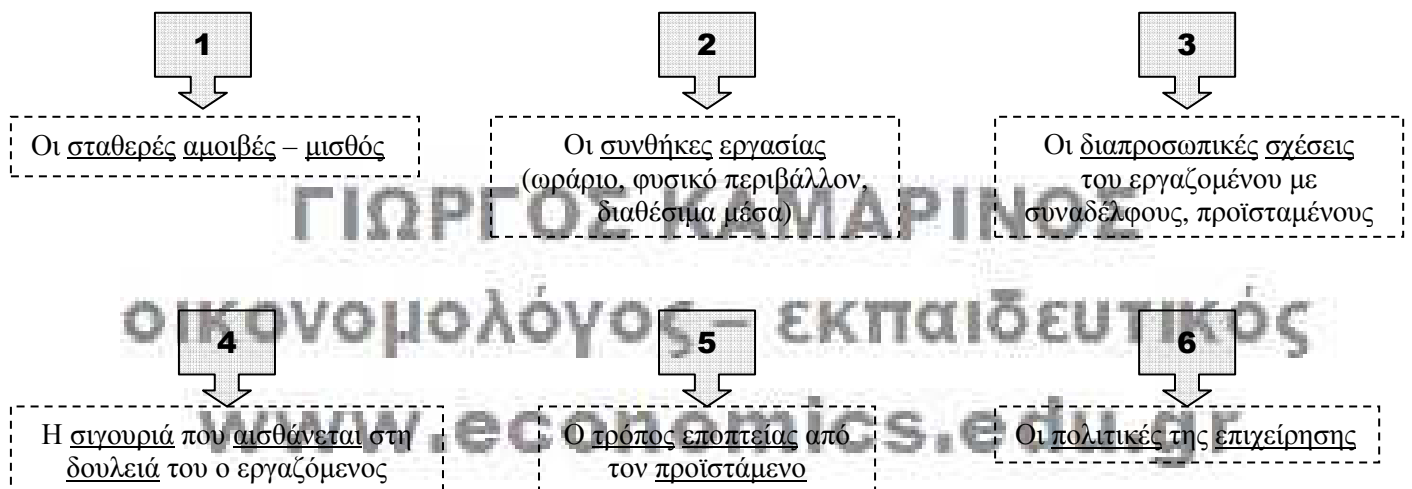 1
2
3
Οι σταθερές αμοιβές – μισθός
Οι συνθήκες εργασίας
(ωράριο, φυσικό περιβάλλον,
διαθέσιμα μέσα)
Οι διαπροσωπικές σχέσεις
του εργαζομένου με
συναδέλφους, προϊσταμένους
ΓΙΩΡΓΟΣ ΚΑΜΑΡΙΝΟΣ
οικονομολόγος – εκπαιδευτικός
4
5
6
www.economics.edu.gr
Η σιγουριά που αισθάνεται στη
δουλειά του ο εργαζόμενος
Ο τρόπος εποπτείας από
τον προϊστάμενο
Οι πολιτικές της επιχείρησης